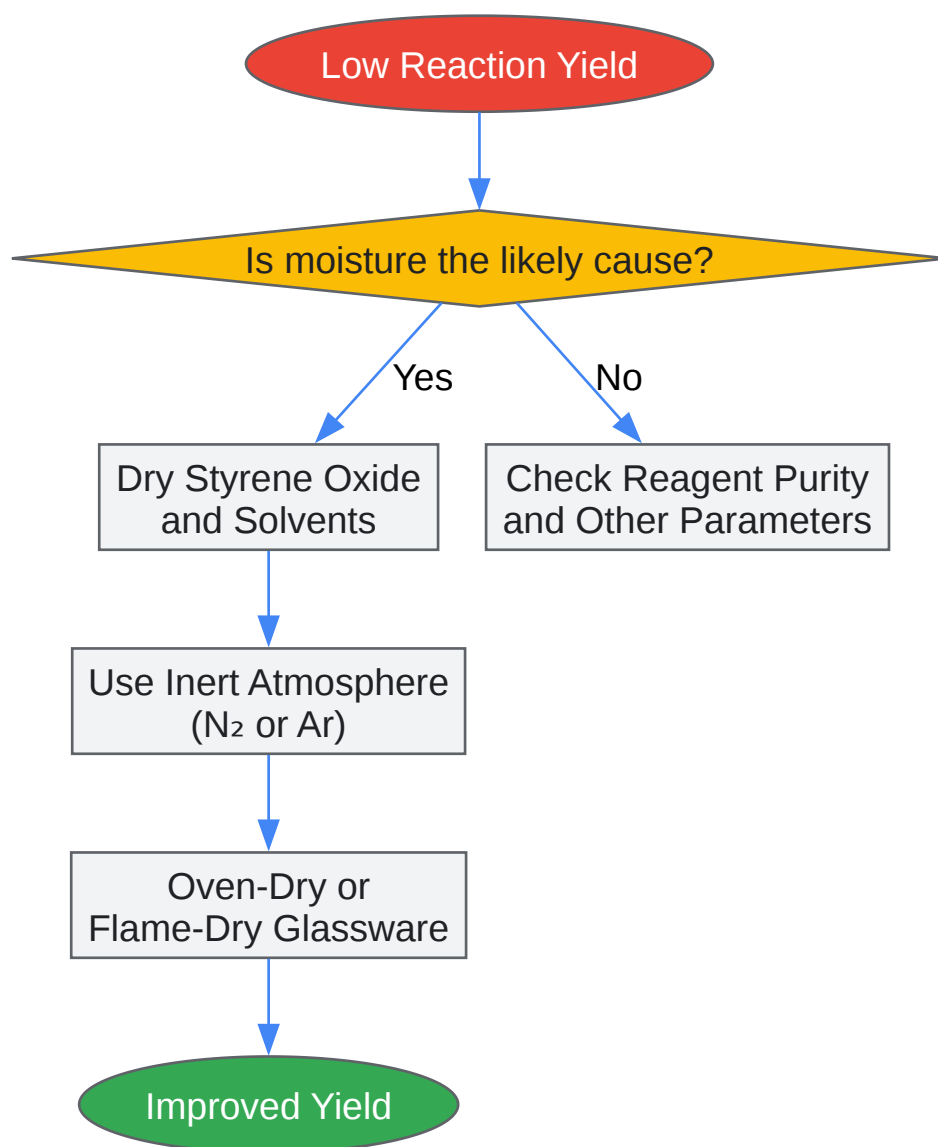 Low Reaction Yield
Is moisture the likely cause?
Yes
No
Dry Styrene Oxide
and Solvents
Check Reagent Purity
and Other Parameters
Use Inert Atmosphere
(N₂ or Ar)
Oven-Dry or
Flame-Dry Glassware
Improved Yield